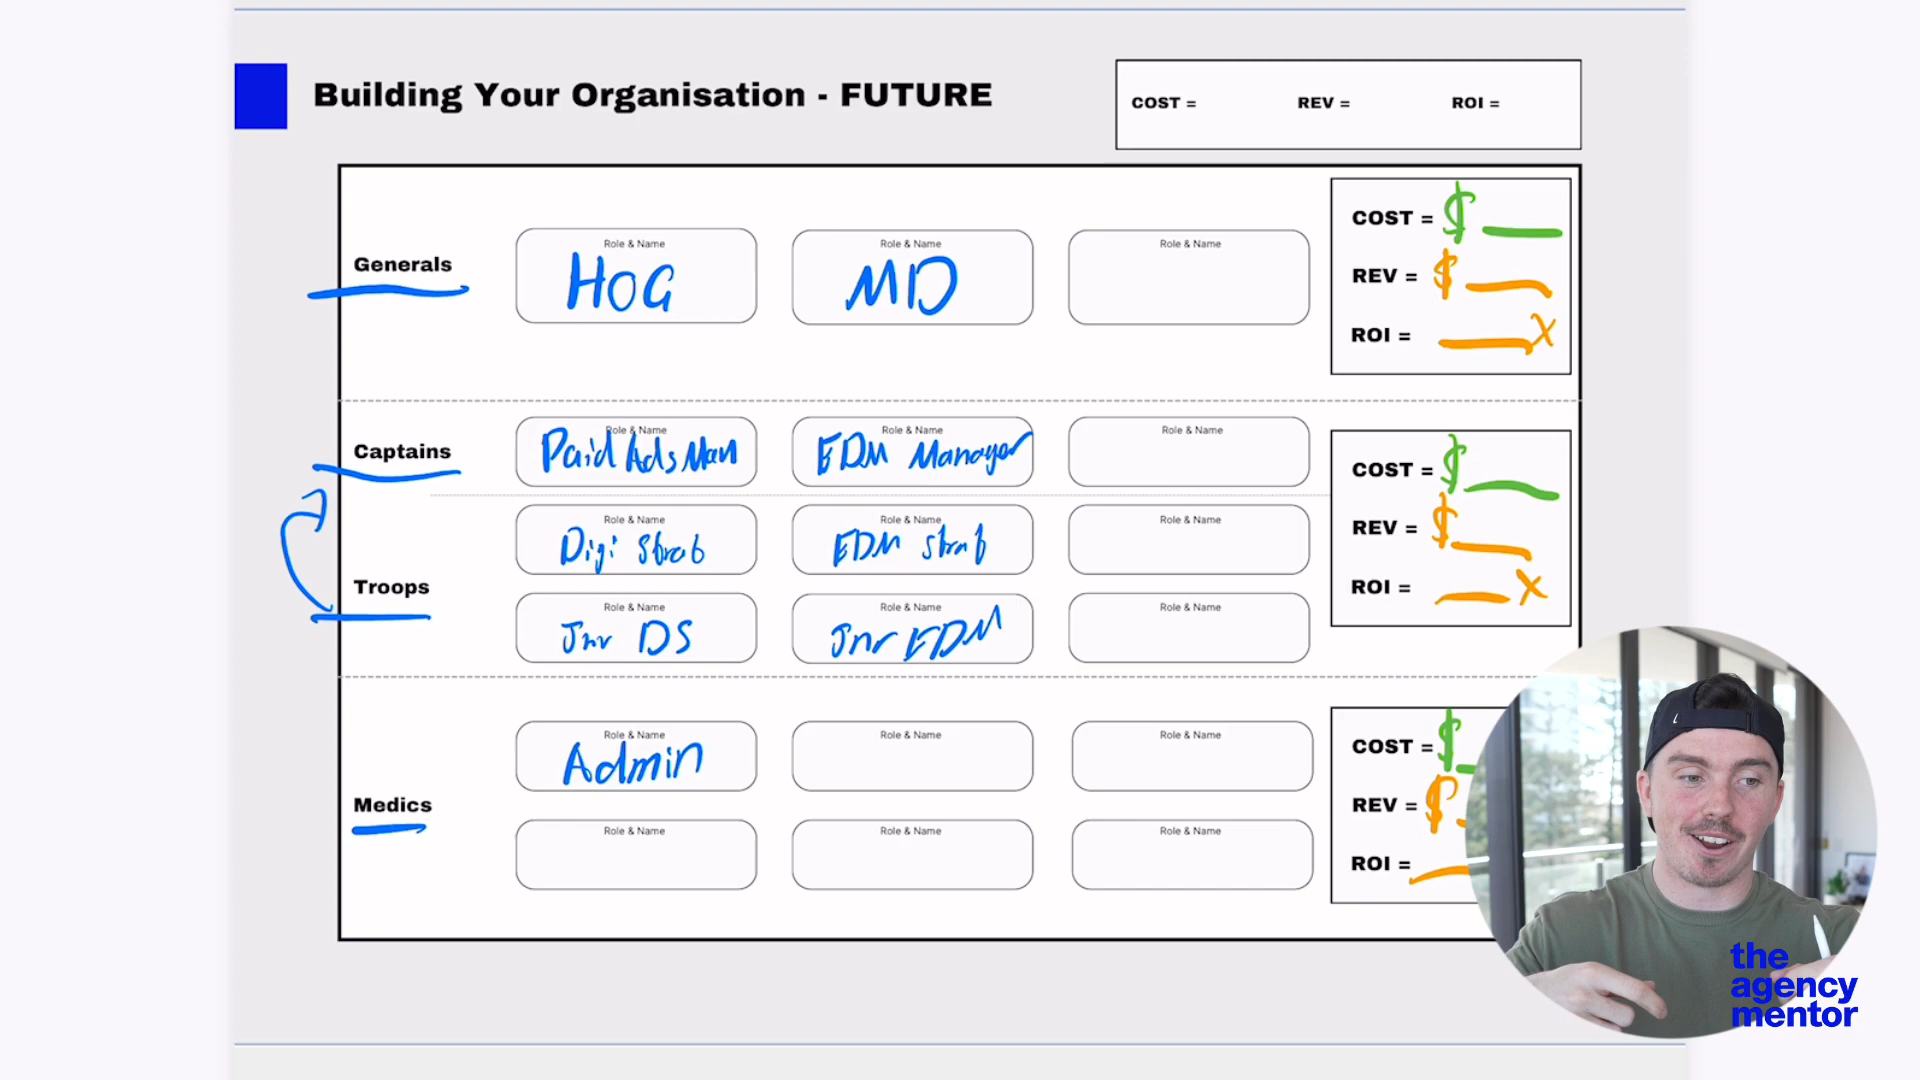 Building Your Organisation - FUTURE
COST = REV = ROI =
Generals
Role & Name
HOG
Role & Name
MD
Role & Name
COST = $
REV = $
ROI = X
Captains
Role & Name
Paid Ads Man
Role & Name
EDM Manager
Role & Name
Troops
Role & Name
Digi Strat
Role & Name
EDM Strat
Role & Name
Role & Name
Jnr DS
Role & Name
Jnr EDM
Role & Name
COST = $
REV = $
ROI = X
Medics
Role & Name
Admin
Role & Name
Role & Name
Role & Name
Role & Name
Role & Name
COST = $
REV = $
ROI =
the
agency
mentor